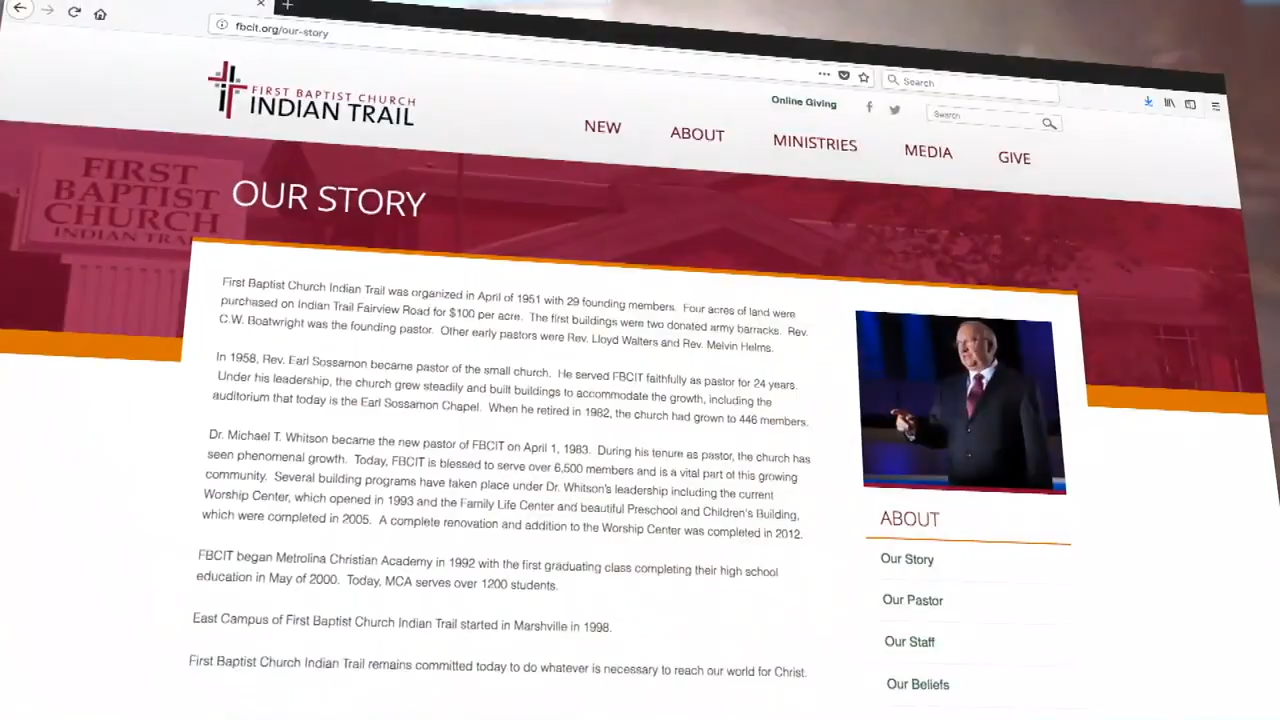 fbcit.org/our-story
Search
FIRST BAPTIST CHURCH
INDIAN TRAIL
Online Giving
Search
NEW
ABOUT
MINISTRIES
MEDIA
GIVE
FIRST
BAPTIST
CHURCH
INDIAN TRA
OUR STORY
First Baptist Church Indian Trail was organized in April of 1951 with 29 founding members. Four acres of land were
purchased on Indian Trail Fairview Road for $100 per acre. The first buildings were two donated army barracks. Rev.
C.W. Boatwright was the founding pastor. Other early pastors were Rev. Lloyd Walters and Rev. Melvin Helms.
In 1958, Rev. Earl Sossamon became pastor of the small church. He served FBCIT faithfully as pastor for 24 years.
Under his leadership, the church grew steadily and built buildings to accommodate the growth, including the
auditorium that today is the Earl Sossamon Chapel. When he retired in 1982, the church had grown to 446 members.
Dr. Michael T. Whitson became the new pastor of FBCIT on April 1, 1983. During his tenure as pastor, the church has
seen phenomenal growth. Today, FBCIT is blessed to serve over 6,500 members and is a vital part of this growing
community. Several building programs have taken place under Dr. Whitson's leadership including the current
Worship Center, which opened in 1993 and the Family Life Center and beautiful Preschool and Children's Building,
which were completed in 2005. A complete renovation and addition to the Worship Center was completed in 2012.
FBCIT began Metrolina Christian Academy in 1992 with the first graduating class completing their high school
education in May of 2000. Today, MCA serves over 1200 students.
East Campus of First Baptist Church Indian Trail started in Marshville in 1998.
First Baptist Church Indian Trail remains committed today to do whatever is necessary to reach our world for Christ.
ABOUT
Our Story
Our Pastor
Our Staff
Our Beliefs